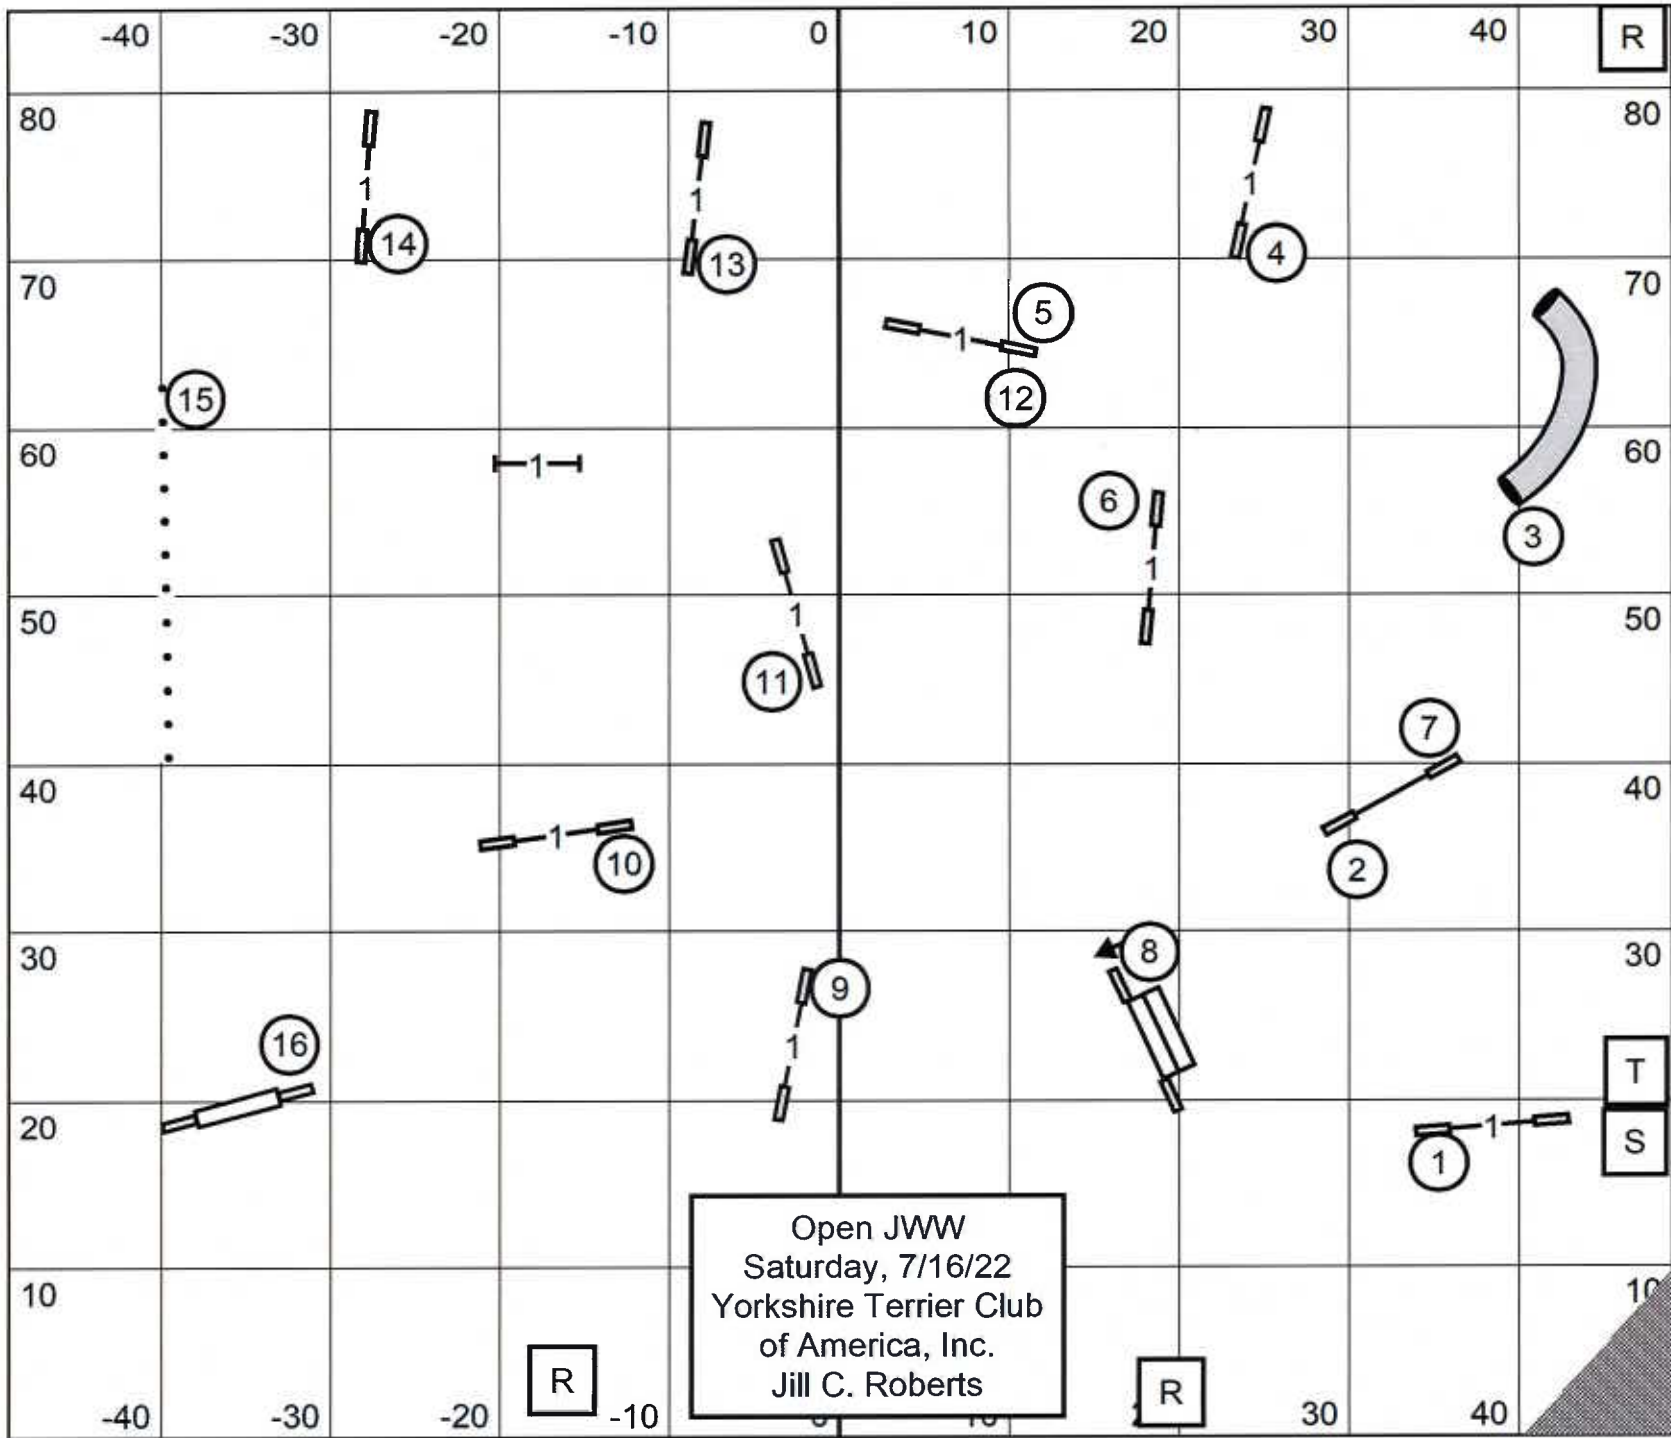 -40 -30 -20 -10 0 10 20 30 40 R
80 80
1 1 1
14 13 4
70 70
5
1
12
15
60 60
1
6
3
1
50 1 50
11
7
40 40
1
10 2
30 8 30
9
16 1 T
20 1 20
S
1
Open JWW
Saturday, 7/16/22
Yorkshire Terrier Club
of America, Inc.
Jill C. Roberts
10 10
R R
-40 -30 -20 -10 30 40